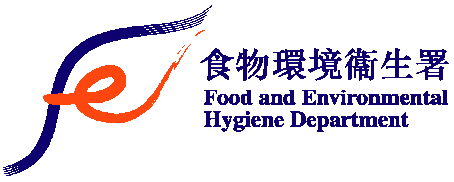 食物環境衞生署
Food and Environmental
Hygiene Department